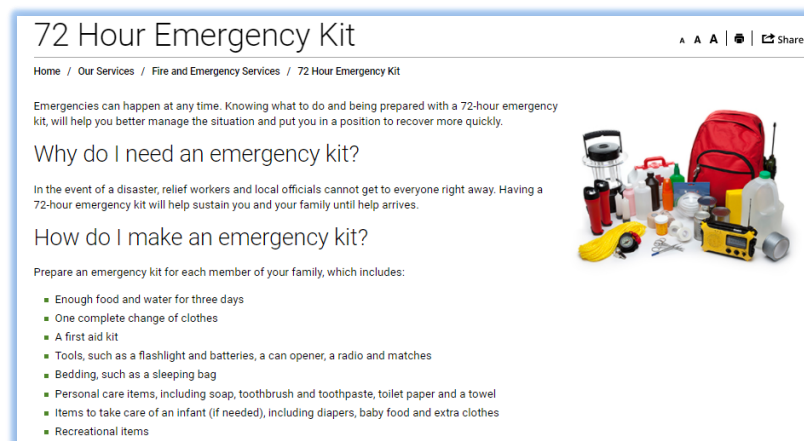 72 Hour Emergency Kit
A A A | | Share
Home / Our Services / Fire and Emergency Services / 72 Hour Emergency Kit
Emergencies can happen at any time. Knowing what to do and being prepared with a 72-hour emergency
kit, will help you better manage the situation and put you in a position to recover more quickly.
Why do I need an emergency kit?
In the event of a disaster, relief workers and local officials cannot get to everyone right away. Having a
72-hour emergency kit will help sustain you and your family until help arrives.
How do I make an emergency kit?
Prepare an emergency kit for each member of your family, which includes:
Enough food and water for three days
One complete change of clothes
A first aid kit
Tools, such as a flashlight and batteries, a can opener, a radio and matches
Bedding, such as a sleeping bag
Personal care items, including soap, toothbrush and toothpaste, toilet paper and a towel
Items to take care of an infant (if needed), including diapers, baby food and extra clothes
Recreational items